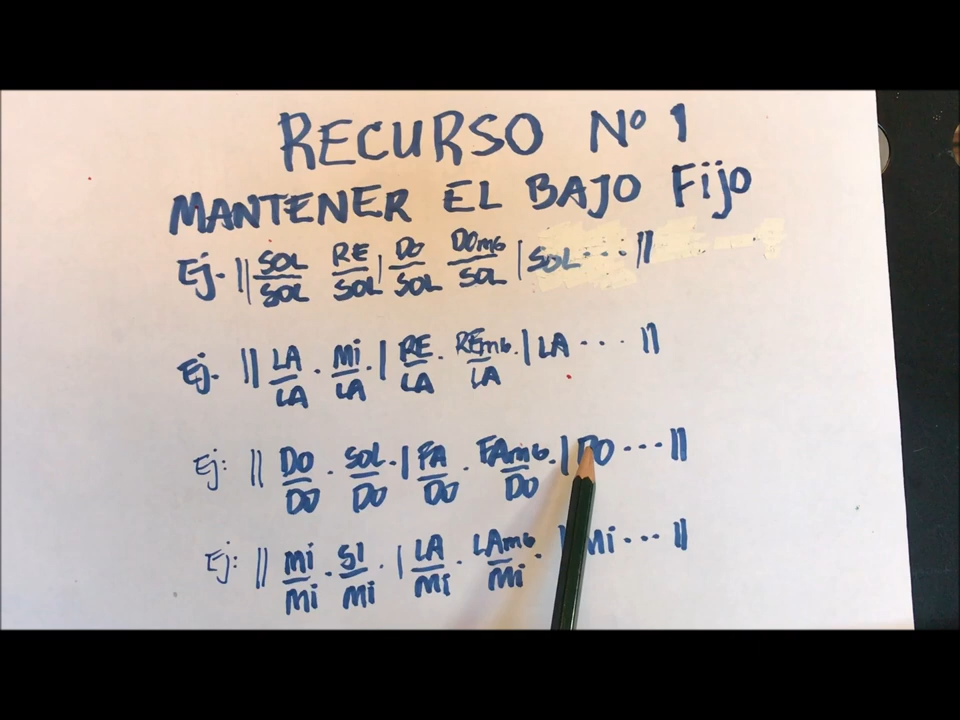 RECURSO Nº 1
MANTENER EL BAJO Fijo
Ej. || SOL/SOL RE/SOL | DO/SOL DOm6/SOL | SOL ... ||
Ej. || LA/LA . Mi/LA . | RE/LA . REm6/LA . | LA ... ||
Ej: || DO/DO . SOL/DO . | FA/DO . FAm6/DO . | DO ... ||
Ej: || Mi/Mi . SI/Mi . | LA/Mi . LAm6/Mi . | Mi ... ||